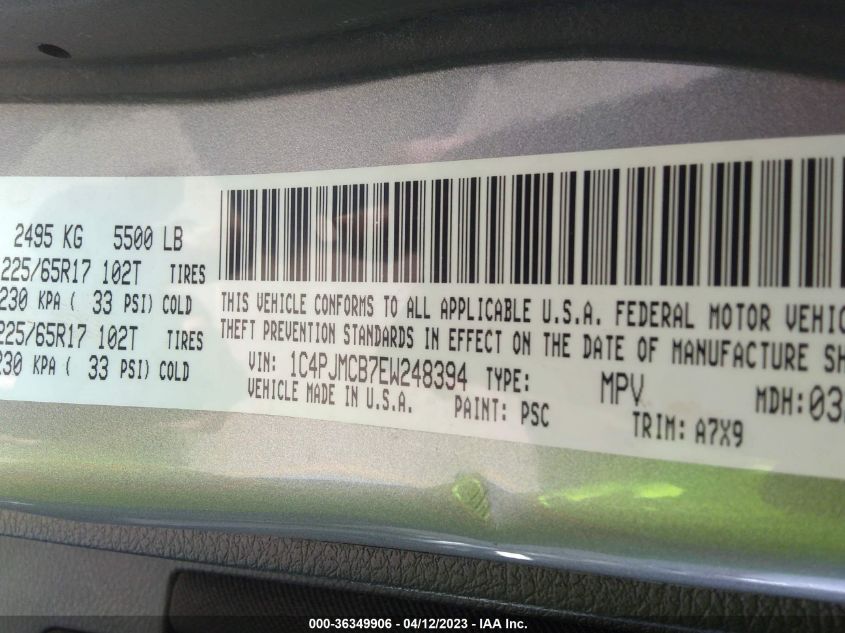 2495 KG 5500 LB
225/65R17 102T TIRES
230 KPA ( 33 PSI) COLD
225/65R17 102T TIRES
230 KPA ( 33 PSI) COLD
THIS VEHICLE CONFORMS TO ALL APPLICABLE U.S.A. FEDERAL MOTOR VEHIC
THEFT PREVENTION STANDARDS IN EFFECT ON THE DATE OF MANUFACTURE SH
VIN: 1C4PJMCB7EW248394 TYPE: MPV MDH: 03
VEHICLE MADE IN U.S.A. PAINT: PSC TRIM: A7X9
000-36349906 - 04/12/2023 - IAA Inc.